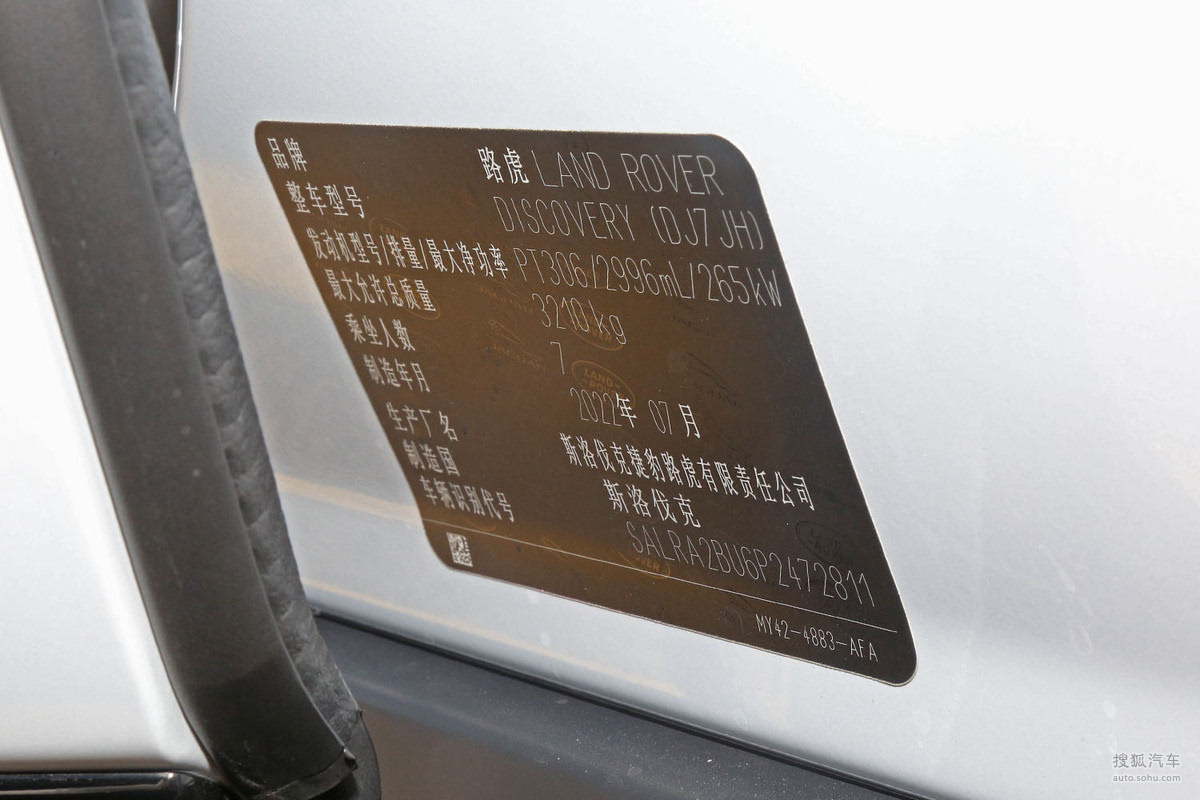 品牌 路虎 LAND ROVER
整车型号 DISCOVERY (DJ7 JH)
发动机型号/排量/最大净功率 PT306/2996mL/265kW
最大允许总质量 3210kg
乘坐人数 7
制造年月 2022年 07月
生产厂名 斯洛伐克捷豹路虎有限责任公司
制造国 斯洛伐克
车辆识别代号 SALRA2BU6P2472811
MY42-4883-AFA
搜狐汽车
auto.sohu.com